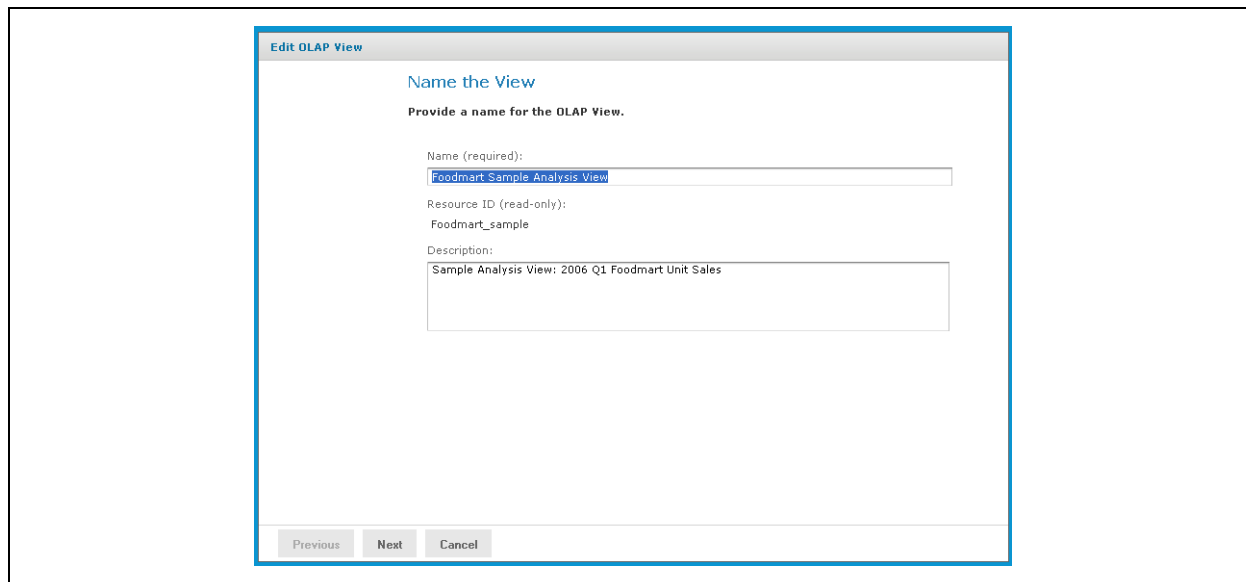 Edit OLAP View
Name the View
Provide a name for the OLAP View.
Name (required):
Foodmart Sample Analysis View
Resource ID (read-only):
Foodmart_sample
Description:
Sample Analysis View: 2006 Q1 Foodmart Unit Sales
Previous Next Cancel